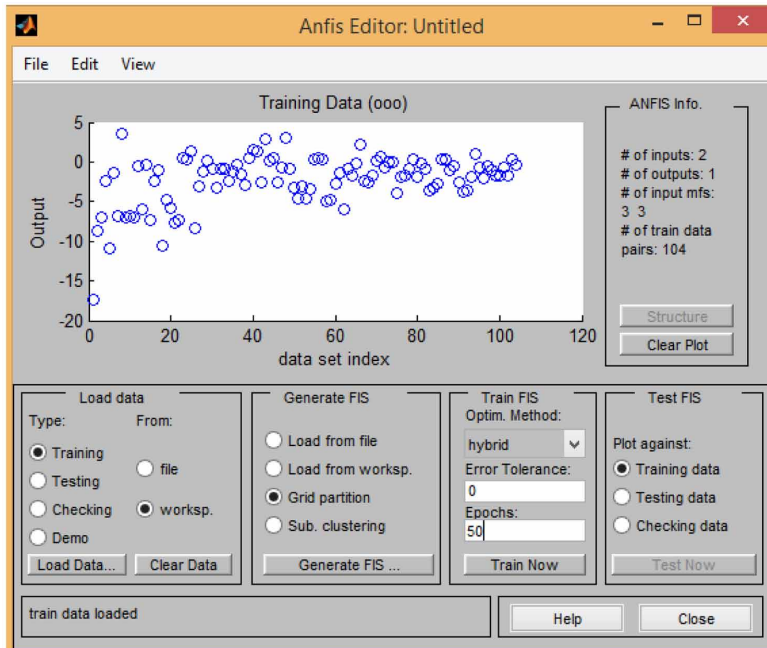 Anfis Editor: Untitled
File Edit View
Training Data (ooo)
5
0
-5
-10
-15
-20
Output
0 20 40 60 80 100 120
data set index
ANFIS Info.
# of inputs: 2
# of outputs: 1
# of input mfs:
3 3
# of train data
pairs: 104
Structure
Clear Plot
Load data
Type: From:
Training
file
Testing
Checking
worksp.
Demo
Load Data... Clear Data
Generate FIS
Load from file
Load from worksp.
Grid partition
Sub. clustering
Generate FIS ...
Train FIS
Optim. Method:
hybrid
Error Tolerance:
0
Epochs:
50
Train Now
Test FIS
Plot against:
Training data
Testing data
Checking data
Test Now
train data loaded
Help Close